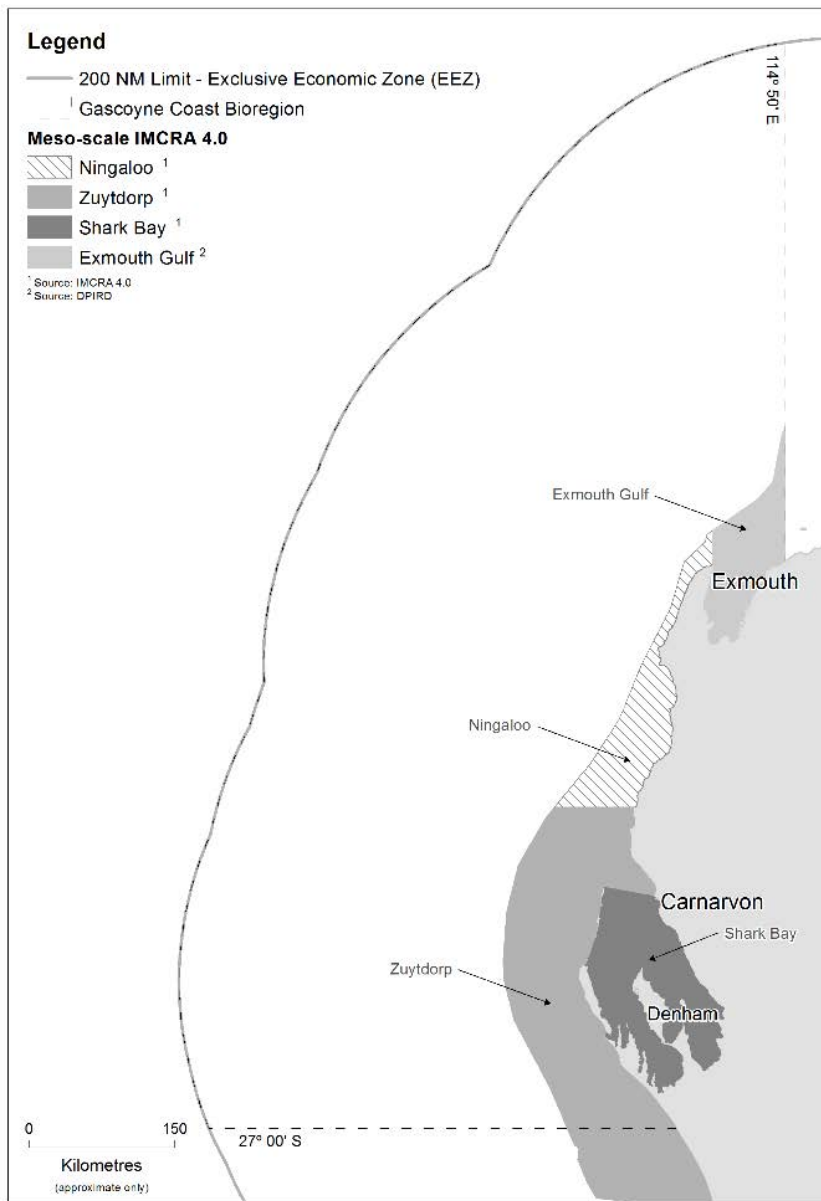 Legend
200 NM Limit - Exclusive Economic Zone (EEZ)
Gascoyne Coast Bioregion
Meso-scale IMCRA 4.0
Ningaloo 1
Zuytdorp 1
Shark Bay 1
Exmouth Gulf 2
1 Source: IMCRA 4.0
2 Source: DPIRD
114° 50' E
Exmouth Gulf
Exmouth
Ningaloo
Carnarvon
Shark Bay
Zuytdorp
Denham
0 150
27° 00' S
Kilometres
(approximate only)